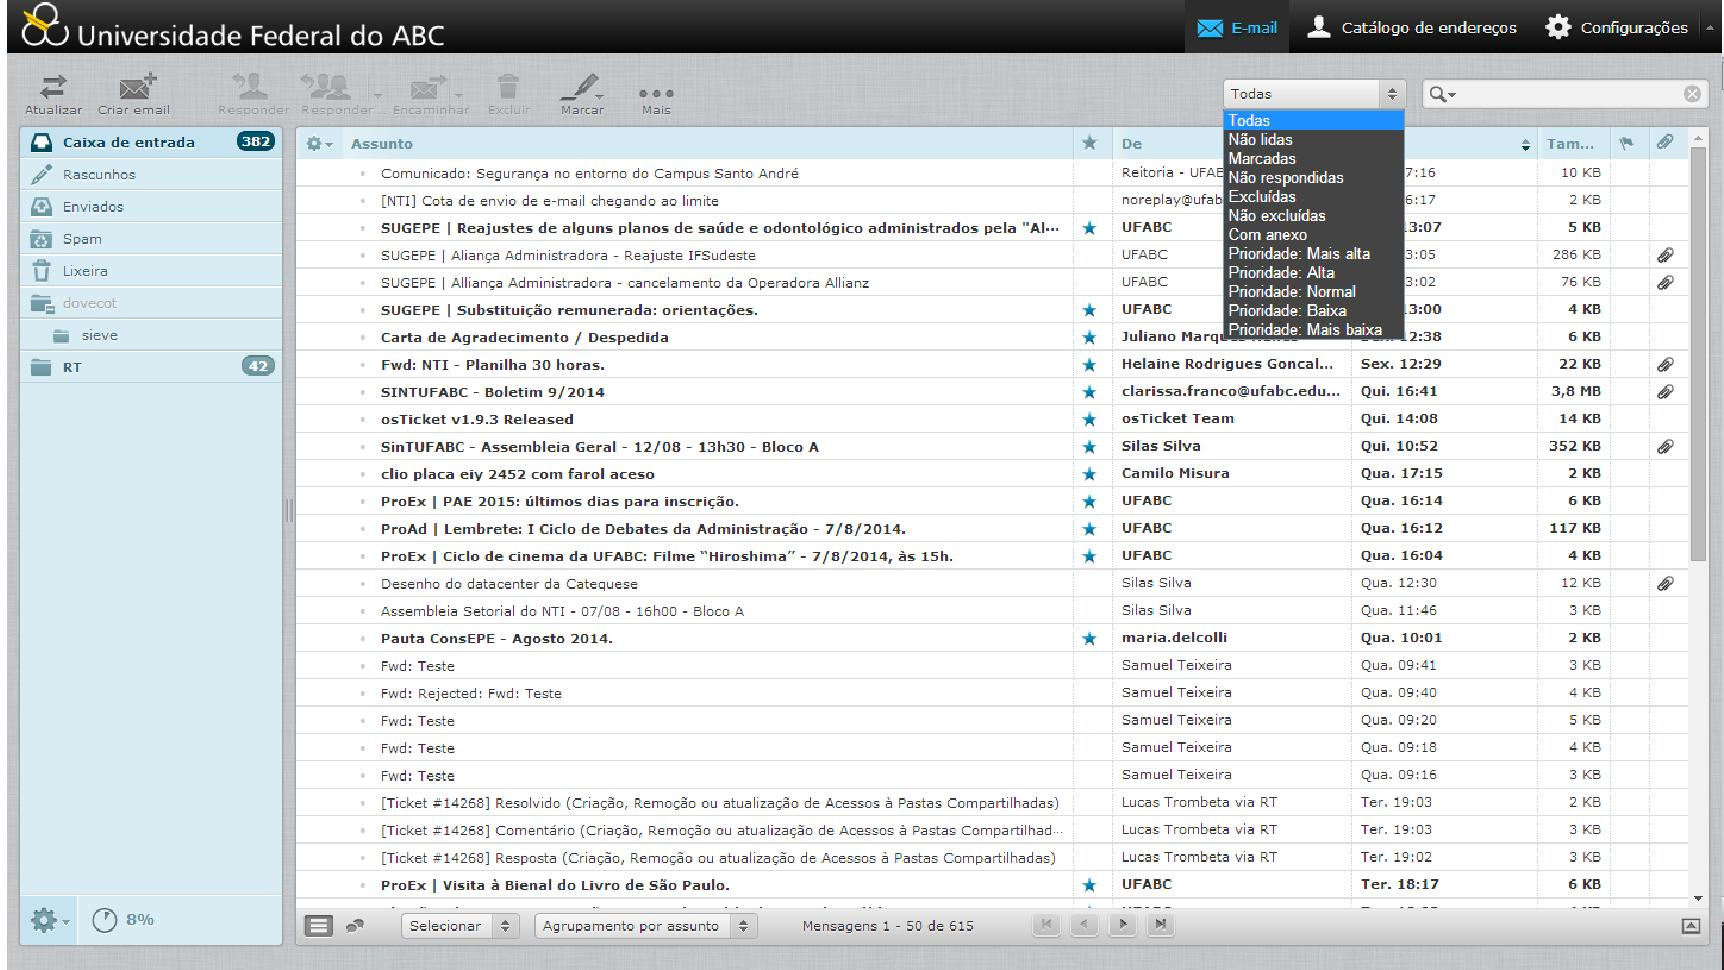 Universidade Federal do ABC
E-mail
Catálogo de endereços
Configurações
Atualizar
Criar email
Responder
Responder ...
Encaminhar
Excluir
Marcar
Mais
Todas
Todas
Não lidas
Marcadas
Não respondidas
Excluídas
Não excluídas
Com anexo
Prioridade: Mais alta
Prioridade: Alta
Prioridade: Normal
Prioridade: Baixa
Prioridade: Mais baixa
Caixa de entrada 382
Rascunhos
Enviados
Spam
Lixeira
dovecot
sieve
RT 42
8%
Assunto De Tam...
Comunicado: Segurança no entorno do Campus Santo André Reitoria - UFA 7:16 10 KB
[NTI] Cota de envio de e-mail chegando ao limite noreplay@ufab 6:17 2 KB
SUGEPE | Reajustes de alguns planos de saúde e odontológico administrados pela "Al... UFABC 13:07 5 KB
SUGEPE | Aliança Administradora - Reajuste IFSudeste UFABC 3:05 286 KB
SUGEPE | Alliança Administradora - cancelamento da Operadora Allianz UFABC 3:02 76 KB
SUGEPE | Substituição remunerada: orientações. UFABC 13:00 4 KB
Carta de Agradecimento / Despedida Juliano Marq 12:38 6 KB
Fwd: NTI - Planilha 30 horas. Helaine Rodrigues Goncal... Sex. 12:29 22 KB
SINTUFABC - Boletim 9/2014 clarissa.franco@ufabc.edu... Qui. 16:41 3,8 MB
osTicket v1.9.3 Released osTicket Team Qui. 14:08 14 KB
SinTUFABC - Assembleia Geral - 12/08 - 13h30 - Bloco A Silas Silva Qui. 10:52 352 KB
clio placa eiy 2452 com farol aceso Camilo Misura Qua. 17:15 2 KB
ProEx | PAE 2015: últimos dias para inscrição. UFABC Qua. 16:14 6 KB
ProAd | Lembrete: I Ciclo de Debates da Administração - 7/8/2014. UFABC Qua. 16:12 117 KB
ProEx | Ciclo de cinema da UFABC: Filme “Hiroshima” - 7/8/2014, às 15h. UFABC Qua. 16:04 4 KB
Desenho do datacenter da Catequese Silas Silva Qua. 12:30 12 KB
Assembleia Setorial do NTI - 07/08 - 16h00 - Bloco A Silas Silva Qua. 11:46 3 KB
Pauta ConsEPE - Agosto 2014. maria.delcolli Qua. 10:01 2 KB
Fwd: Teste Samuel Teixeira Qua. 09:41 3 KB
Fwd: Rejected: Fwd: Teste Samuel Teixeira Qua. 09:40 4 KB
Fwd: Teste Samuel Teixeira Qua. 09:20 5 KB
Fwd: Teste Samuel Teixeira Qua. 09:18 4 KB
Fwd: Teste Samuel Teixeira Qua. 09:16 3 KB
[Ticket #14268] Resolvido (Criação, Remoção ou atualização de Acessos à Pastas Compartilhadas) Lucas Trombeta via RT Ter. 19:03 2 KB
[Ticket #14268] Comentário (Criação, Remoção ou atualização de Acessos à Pastas Compartilhad... Lucas Trombeta via RT Ter. 19:03 3 KB
[Ticket #14268] Resposta (Criação, Remoção ou atualização de Acessos à Pastas Compartilhadas) Lucas Trombeta via RT Ter. 19:02 3 KB
ProEx | Visita à Bienal do Livro de São Paulo. UFABC Ter. 18:17 6 KB
Selecionar
Agrupamento por assunto
Mensagens 1 - 50 de 615